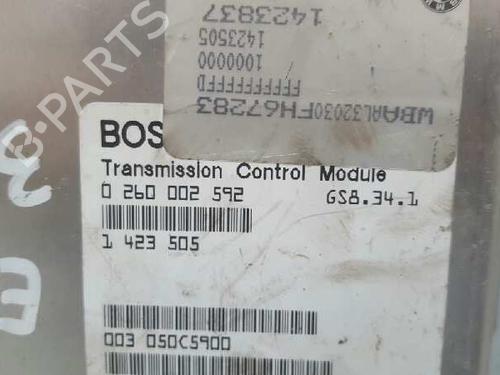 1423837
1423505
1000000
FFFFFFFFFD
WBAAL32030FH67283
BOS
Transmission Control Module
0 260 002 592 GS8.34.1
1 423 505
003 050C5900
B-Parts
3
E